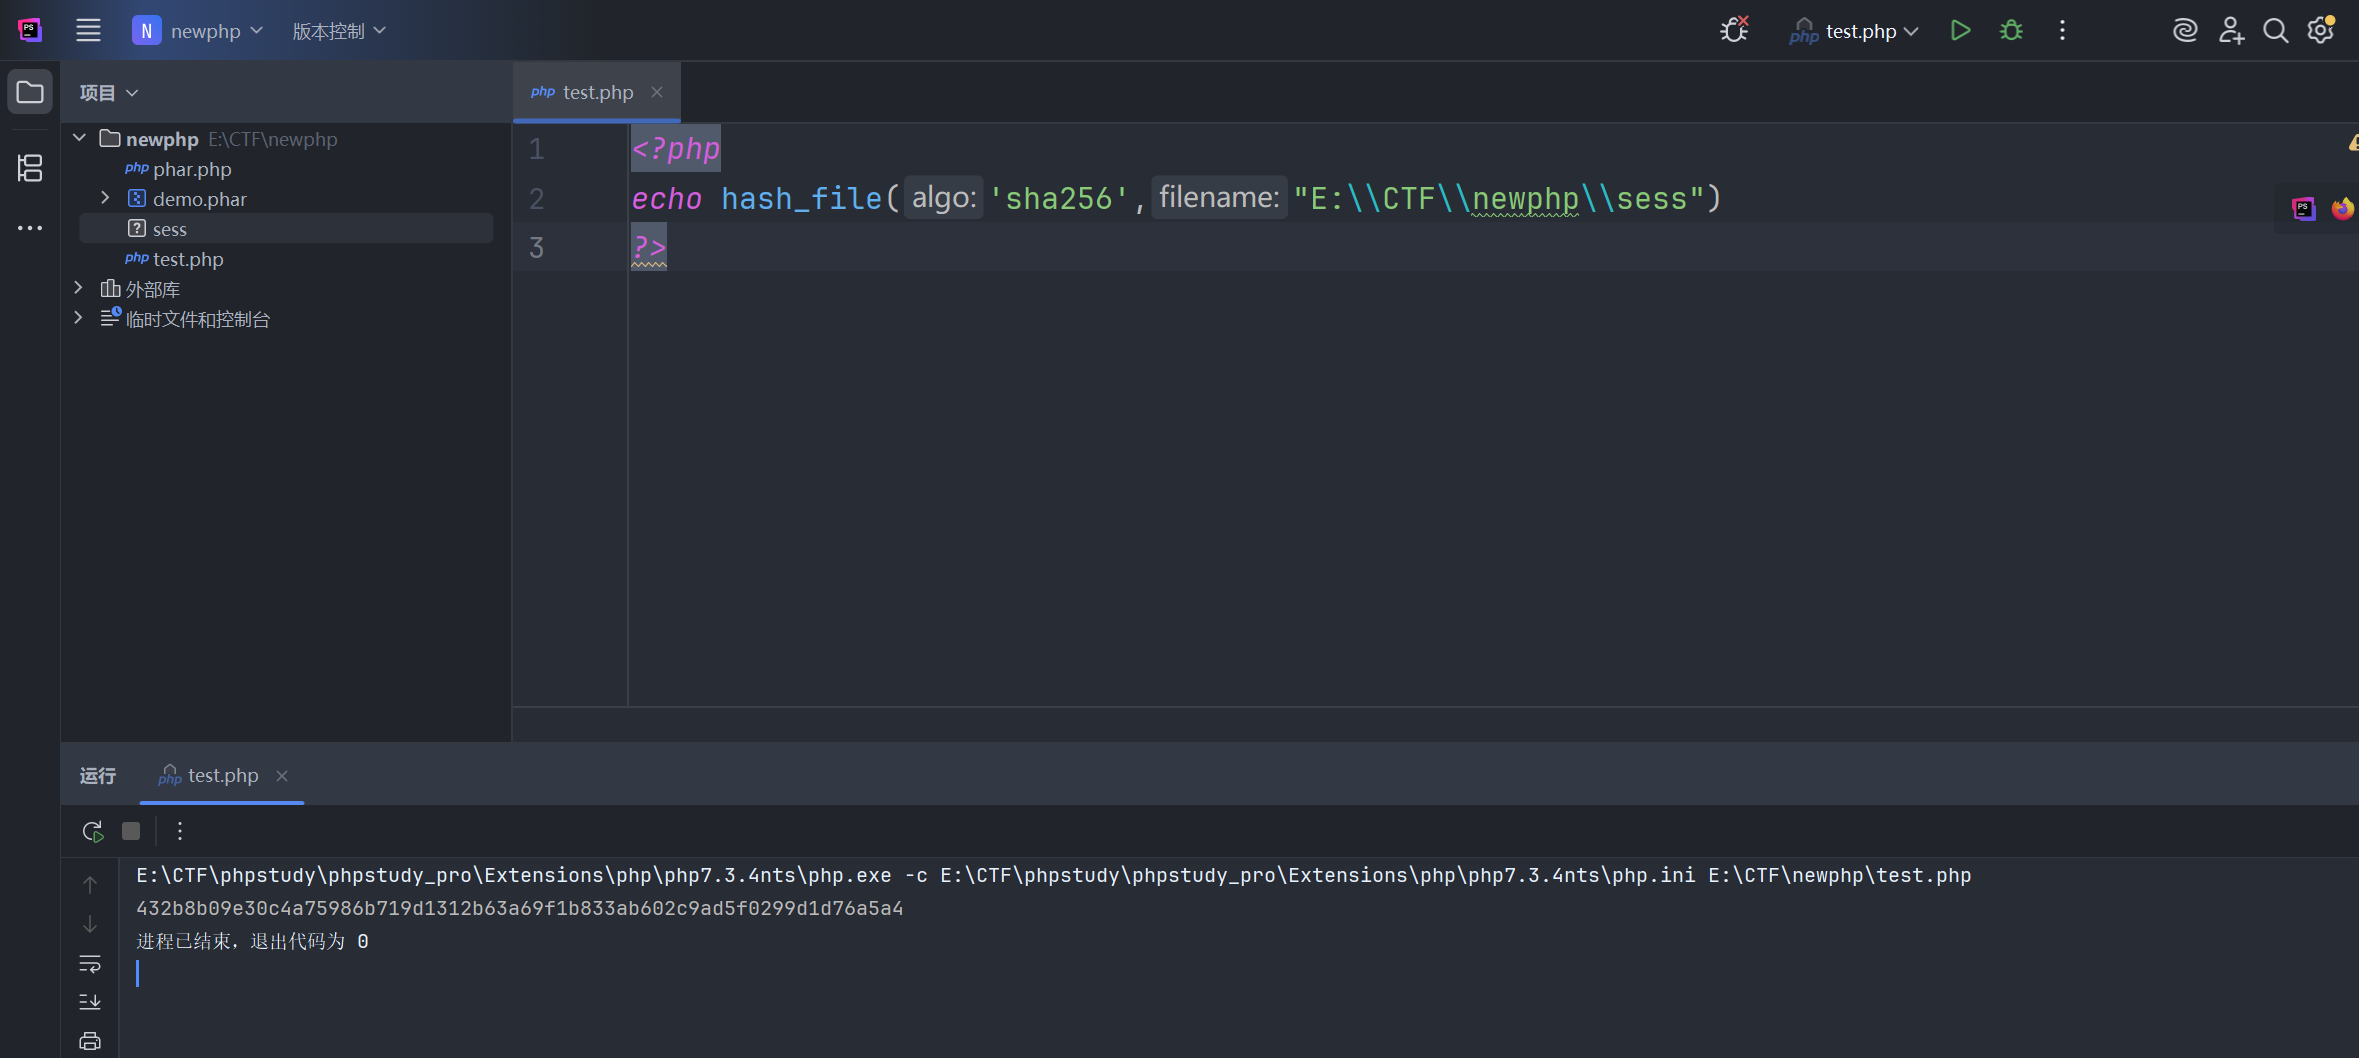 PS
N newphp 版本控制
php test.php
项目
php test.php
newphp E:\CTF\newphp
php phar.php
demo.phar
? sess
php test.php
外部库
临时文件和控制台
1 <?php
2 echo hash_file( algo: 'sha256', filename: "E:\\CTF\\newphp\\sess")
3 ?>
PS
运行 php test.php
E:\CTF\phpstudy\phpstudy_pro\Extensions\php\php7.3.4nts\php.exe -c E:\CTF\phpstudy\phpstudy_pro\Extensions\php\php7.3.4nts\php.ini E:\CTF\newphp\test.php
432b8b09e30c4a75986b719d1312b63a69f1b833ab602c9ad5f0299d1d76a5a4
进程已结束，退出代码为 0